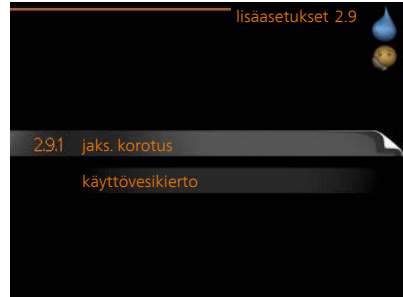 lisäasetukset 2.9
2.9.1 jaks. korotus
käyttövesikierto